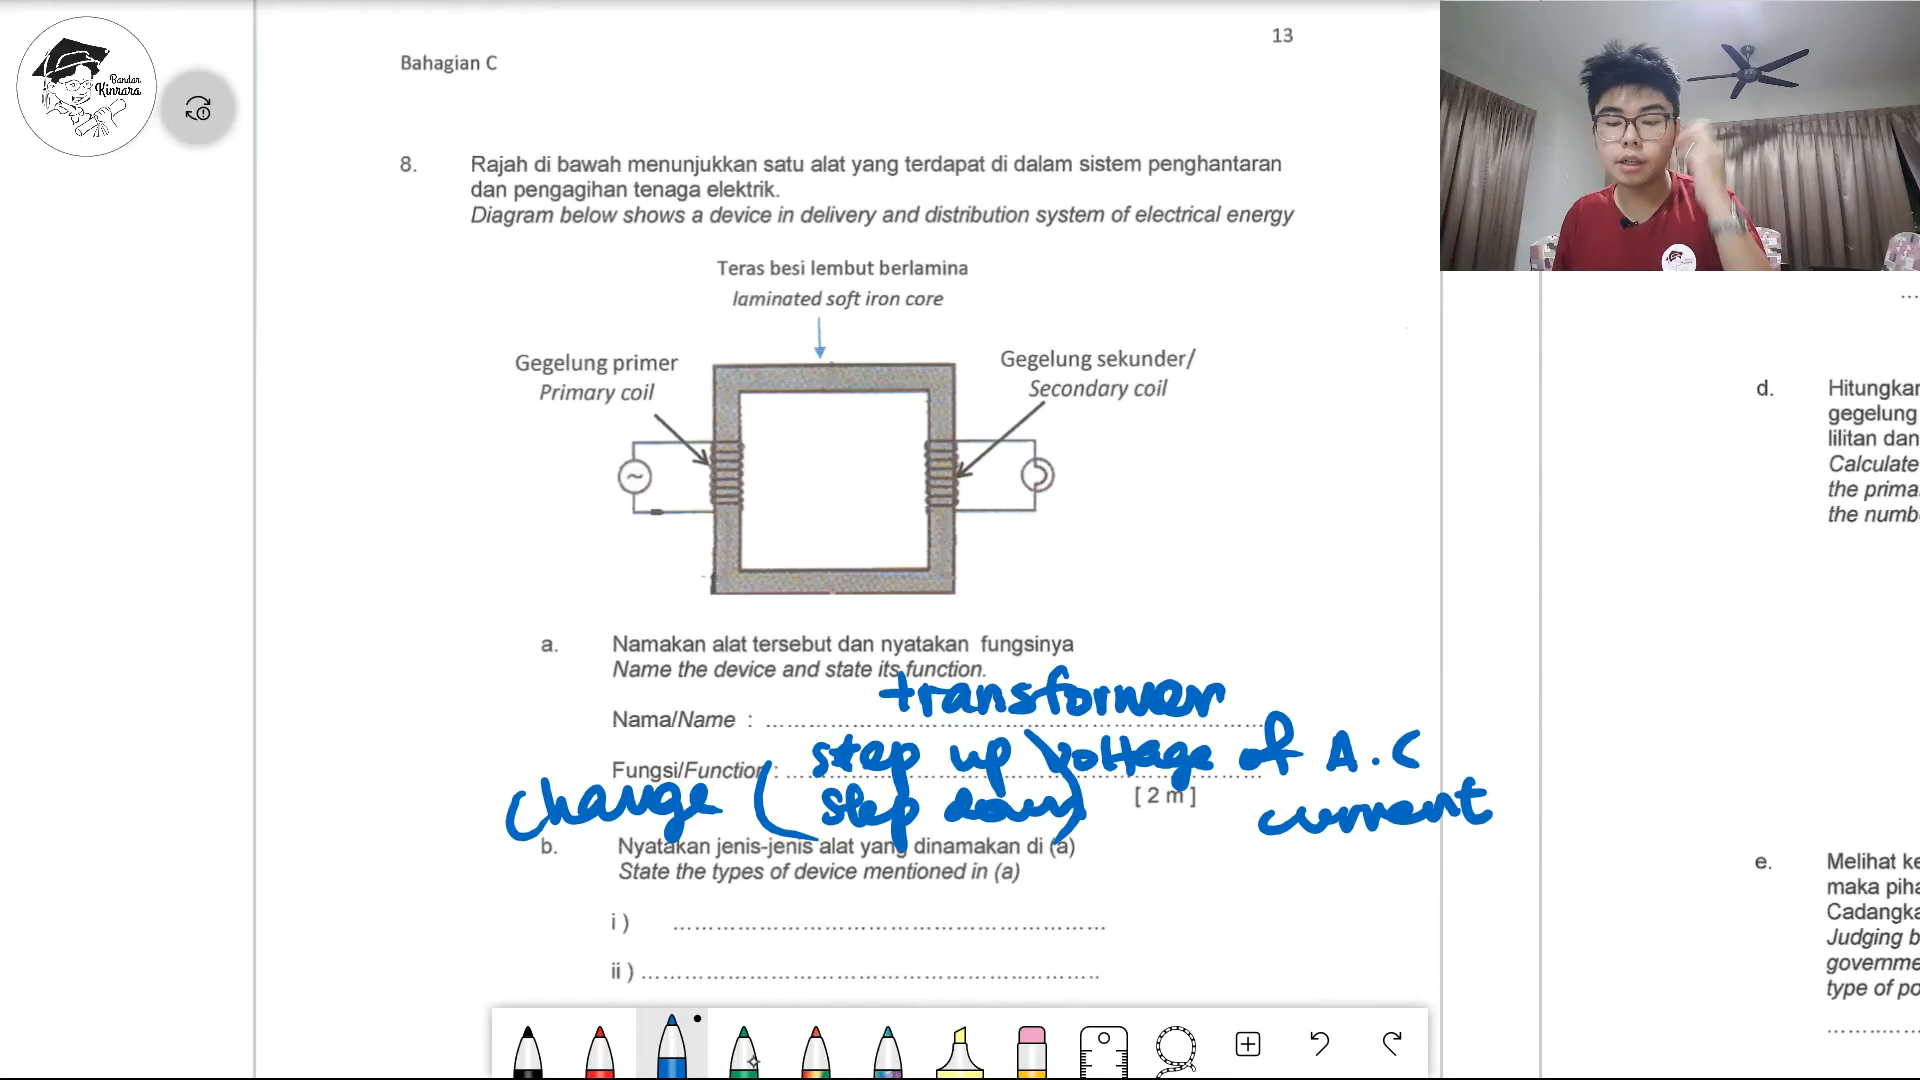 Bandar
Kinrara
13
Bahagian C
8. Rajah di bawah menunjukkan satu alat yang terdapat di dalam sistem penghantaran
dan pengagihan tenaga elektrik.
Diagram below shows a device in delivery and distribution system of electrical energy
Teras besi lembut berlamina
laminated soft iron core
Gegelung primer
Primary coil
Gegelung sekunder/
Secondary coil
~
a. Namakan alat tersebut dan nyatakan fungsinya
Name the device and state its function.
transformer
Nama/Name : ....................................................
step up voltage of A.C
Fungsi/Function : ....................................................
change ( step down ) current
[ 2 m ]
b. Nyatakan jenis-jenis alat yang dinamakan di (a)
State the types of device mentioned in (a)
i ) ....................................................
ii ) ....................................................
d. Hitungkan
gegelung
lilitan dan
Calculate
the prima
the numb
e. Melihat ke
maka piha
Cadangka
Judging b
governme
type of po